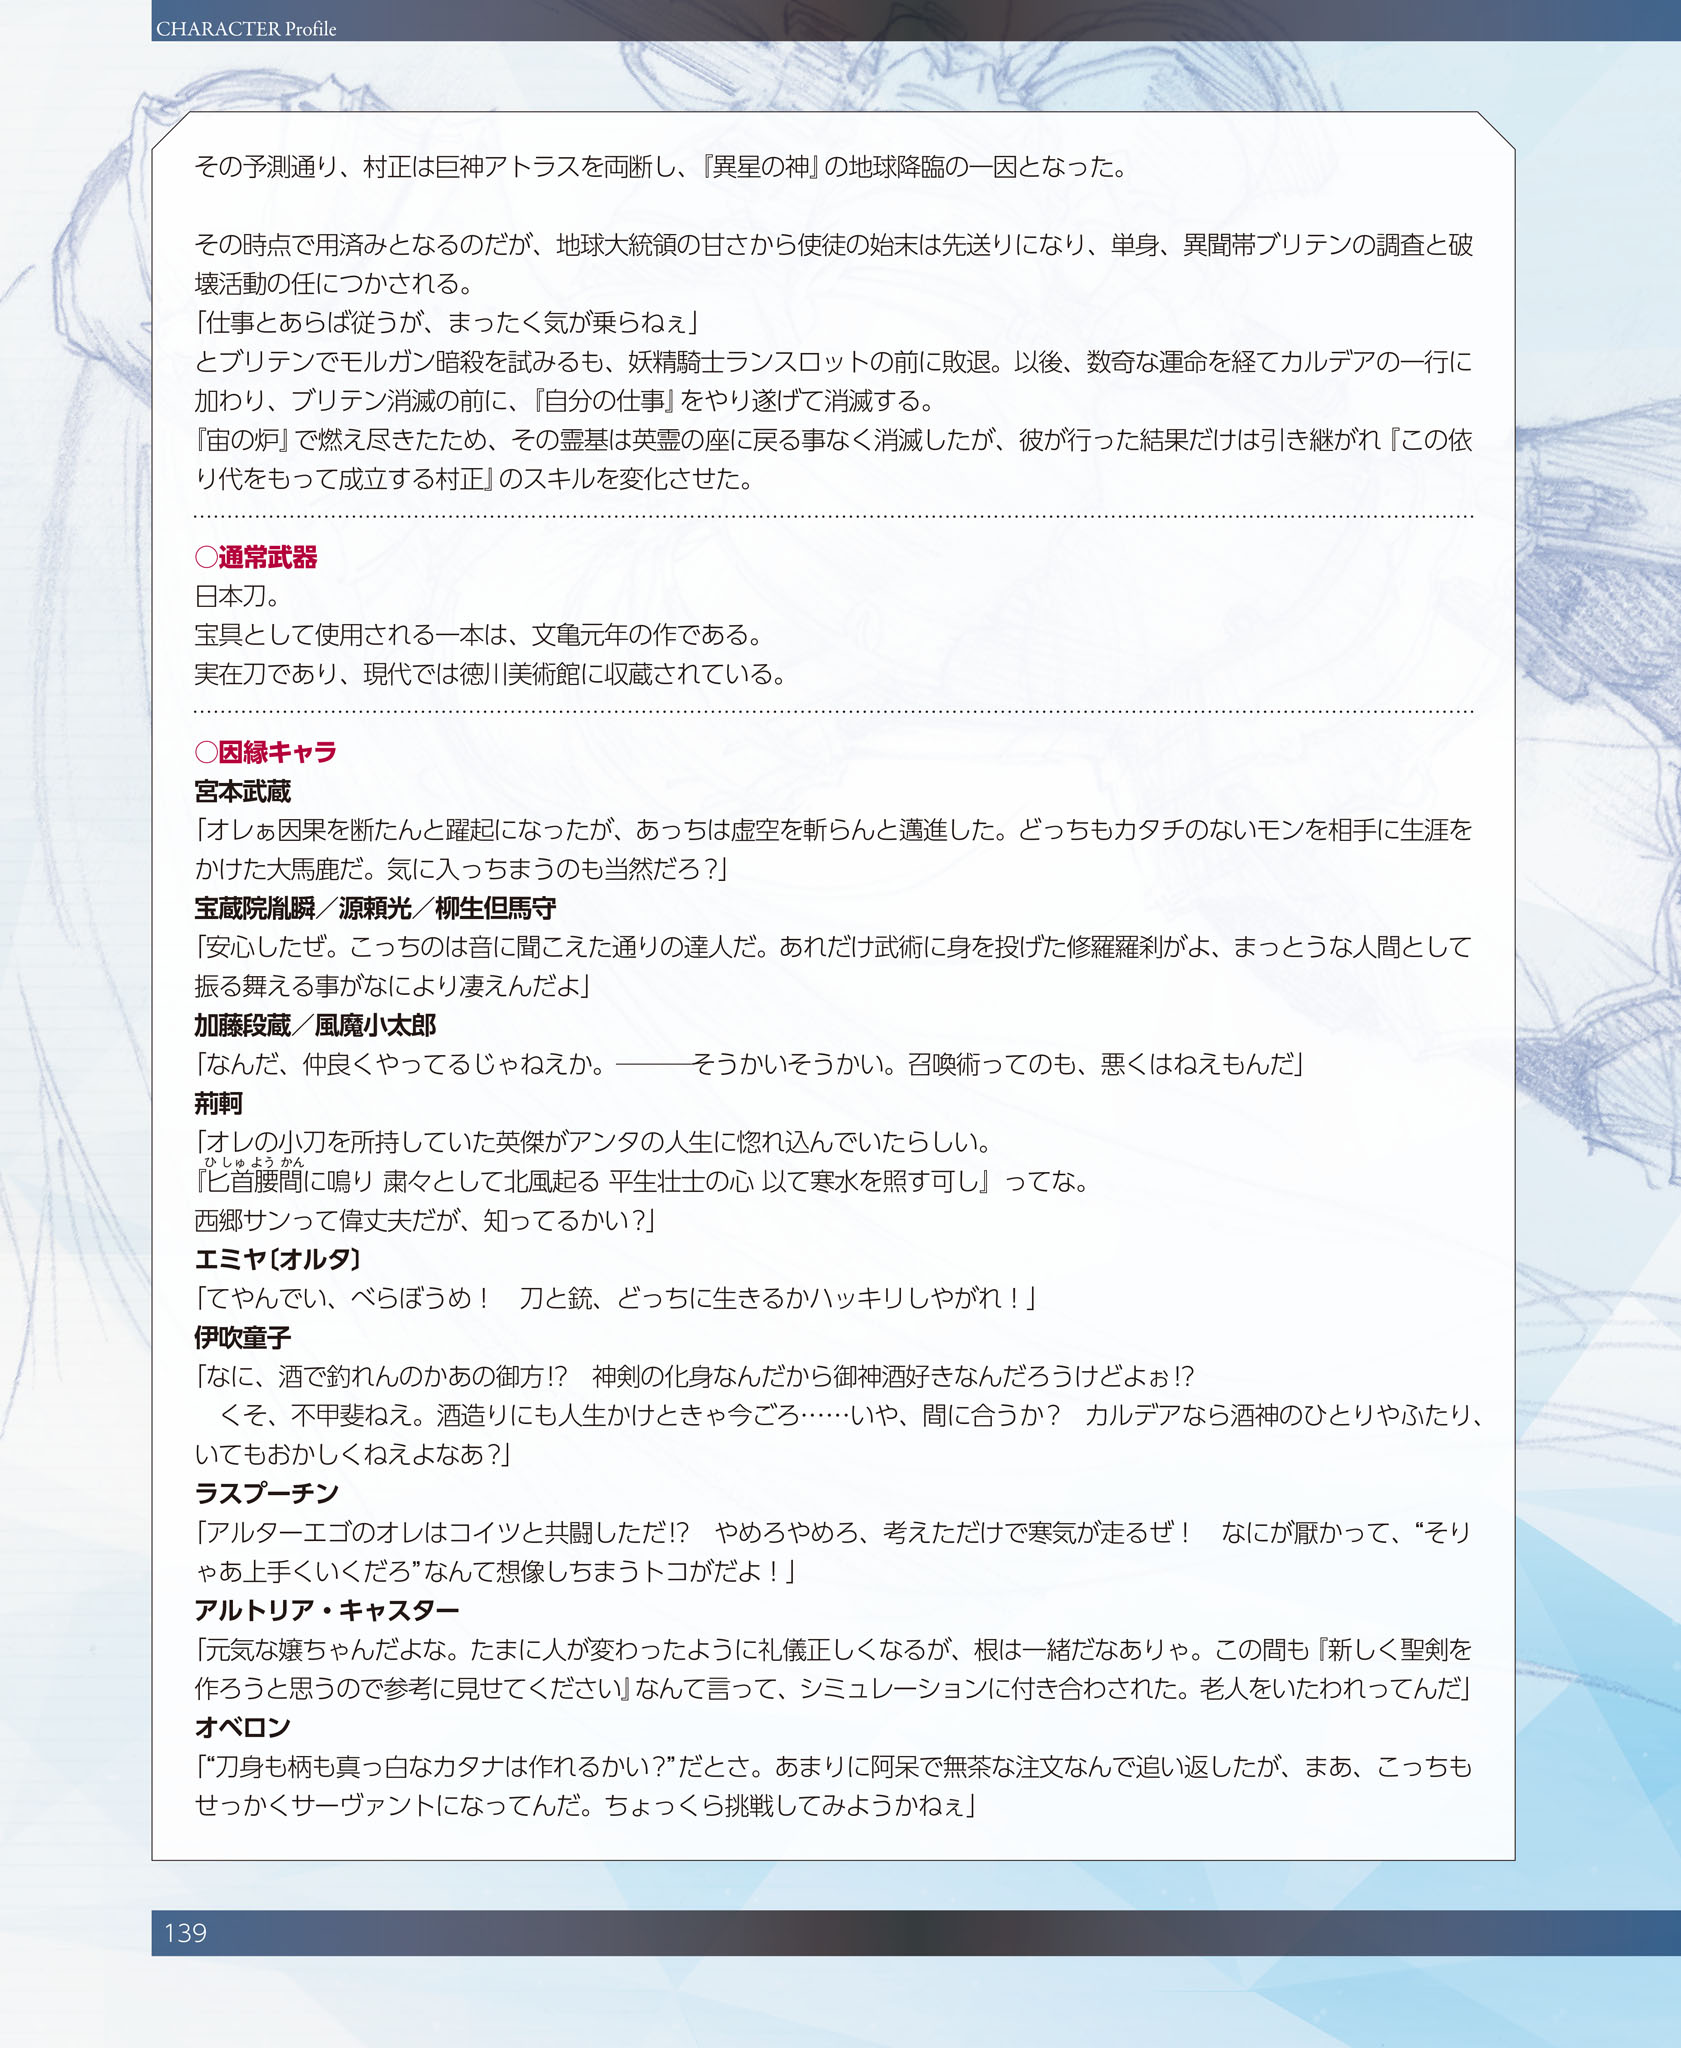 CHARACTER Profile
その予測通り、村正は巨神アトラスを両断し、『異星の神』の地球降臨の一因となった。
その時点で用済みとなるのだが、地球大統領の甘さから使徒の始末は先送りになり、単身、異聞帯ブリテンの調査と破
壊活動の任につかされる。
「仕事とあらば従うが、まったく気が乗らねぇ」
とブリテンでモルガン暗殺を試みるも、妖精騎士ランスロットの前に敗退。以後、数奇な運命を経てカルデアの一行に
加わり、ブリテン消滅の前に、『自分の仕事』をやり遂げて消滅する。
『宙の炉』で燃え尽きたため、その霊基は英霊の座に戻る事なく消滅したが、彼が行った結果だけは引き継がれ『この依
り代をもって成立する村正』のスキルを変化させた。
○通常武器
日本刀。
宝具として使用される一本は、文亀元年の作である。
実在刀であり、現代では徳川美術館に収蔵されている。
○因縁キャラ
宮本武蔵
「オレぁ因果を断たんと躍起になったが、あっちは虚空を斬らんと邁進した。どっちもカタチのないモンを相手に生涯を
かけた大馬鹿だ。気に入っちまうのも当然だろ？」
宝蔵院胤瞬／源頼光／柳生但馬守
「安心したぜ。こっちのは音に聞こえた通りの達人だ。あれだけ武術に身を投げた修羅羅刹がよ、まっとうな人間として
振る舞える事がなにより凄えんだよ」
加藤段蔵／風魔小太郎
「なんだ、仲良くやってるじゃねえか。―――そうかいそうかい。召喚術ってのも、悪くはねえもんだ」
荊軻
「オレの小刀を所持していた英傑がアンタの人生に惚れ込んでいたらしい。
ひしゅようかん
『匕首腰間に鳴り 粛々として北風起る 平生壮士の心 以て寒水を照す可し』ってな。
西郷サンって偉丈夫だが、知ってるかい？」
エミヤ〔オルタ〕
「てやんでい、べらぼうめ！　刀と銃、どっちに生きるかハッキリしやがれ！」
伊吹童子
「なに、酒で釣れんのかあの御方!?　神剣の化身なんだから御神酒好きなんだろうけどよぉ!?
　くそ、不甲斐ねえ。酒造りにも人生かけときゃ今ごろ……いや、間に合うか？　カルデアなら酒神のひとりやふたり、
いてもおかしくねえよなあ？」
ラスプーチン
「アルターエゴのオレはコイツと共闘しただ!?　やめろやめろ、考えただけで寒気が走るぜ！　なにが厭かって、“そり
ゃあ上手くいくだろ”なんて想像しちまうトコがだよ！」
アルトリア・キャスター
「元気な嬢ちゃんだよな。たまに人が変わったように礼儀正しくなるが、根は一緒だなありゃ。この間も『新しく聖剣を
作ろうと思うので参考に見せてください』なんて言って、シミュレーションに付き合わされた。老人をいたわれってんだ」
オベロン
「“刀身も柄も真っ白なカタナは作れるかい？”だとさ。あまりに阿呆で無茶な注文なんで追い返したが、まあ、こっちも
せっかくサーヴァントになってんだ。ちょっくら挑戦してみようかねぇ」
139